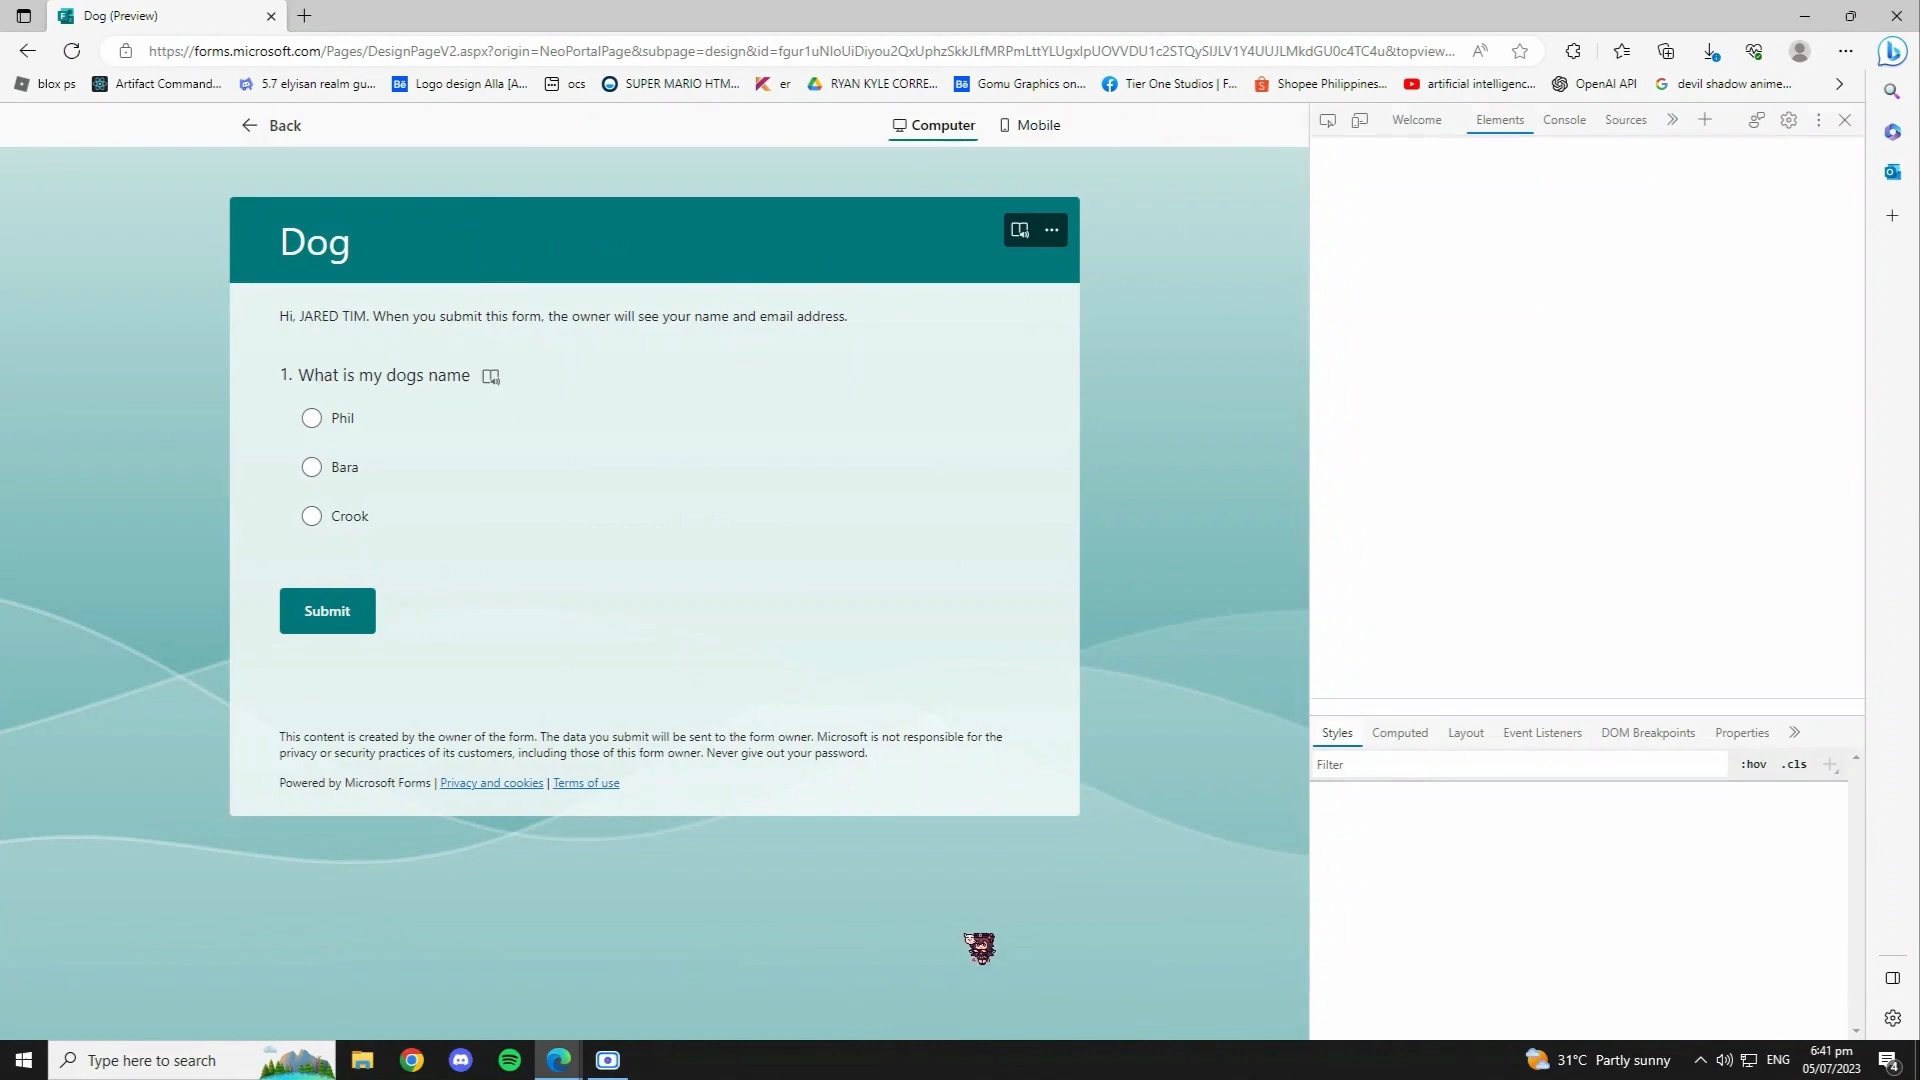 Dog (Preview)
https://forms.microsoft.com/Pages/DesignPageV2.aspx?origin=NeoPortalPage&subpage=design&id=fgur1uNIoUiDiyou2QxUphzSkkJLfMRPmLttYLUgxIpUOVVDU1c2STQySlJLV1Y4UUJLMkdGU0c4TC4u&topview...
blox ps
Artifact Command...
5.7 elyisan realm gu...
Bē Logo design Alla [A...
ocs
SUPER MARIO HTM...
er
RYAN KYLE CORRE...
Bē Gomu Graphics on...
Tier One Studios | F...
Shopee Philippines...
artificial intelligenc...
OpenAI API
devil shadow anime...
Back
Computer
Mobile
Welcome
Elements
Console
Sources
Dog
Hi, JARED TIM. When you submit this form, the owner will see your name and email address.
1. What is my dogs name
Phil
Bara
Crook
Submit
This content is created by the owner of the form. The data you submit will be sent to the form owner. Microsoft is not responsible for the
privacy or security practices of its customers, including those of this form owner. Never give out your password.
Powered by Microsoft Forms | Privacy and cookies | Terms of use
Styles
Computed
Layout
Event Listeners
DOM Breakpoints
Properties
Filter
:hov
.cls
Type here to search
31°C Partly sunny
ENG
6:41 pm
05/07/2023
4